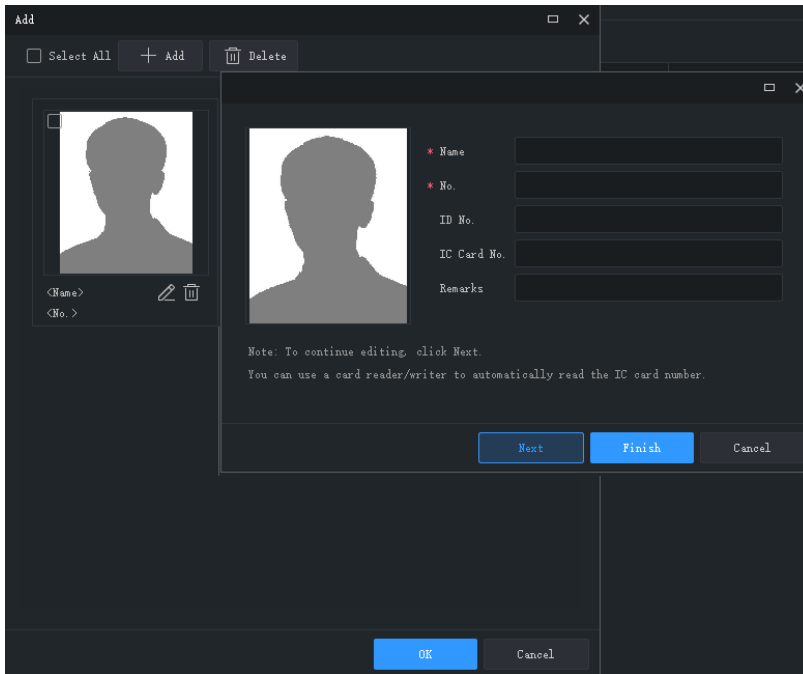 Add
Select All
Add
Delete
<Name>
<No.>
* Name
* No.
ID No.
IC Card No.
Remarks
Note: To continue editing, click Next.
You can use a card reader/writer to automatically read the IC card number.
Next
Finish
Cancel
OK
Cancel